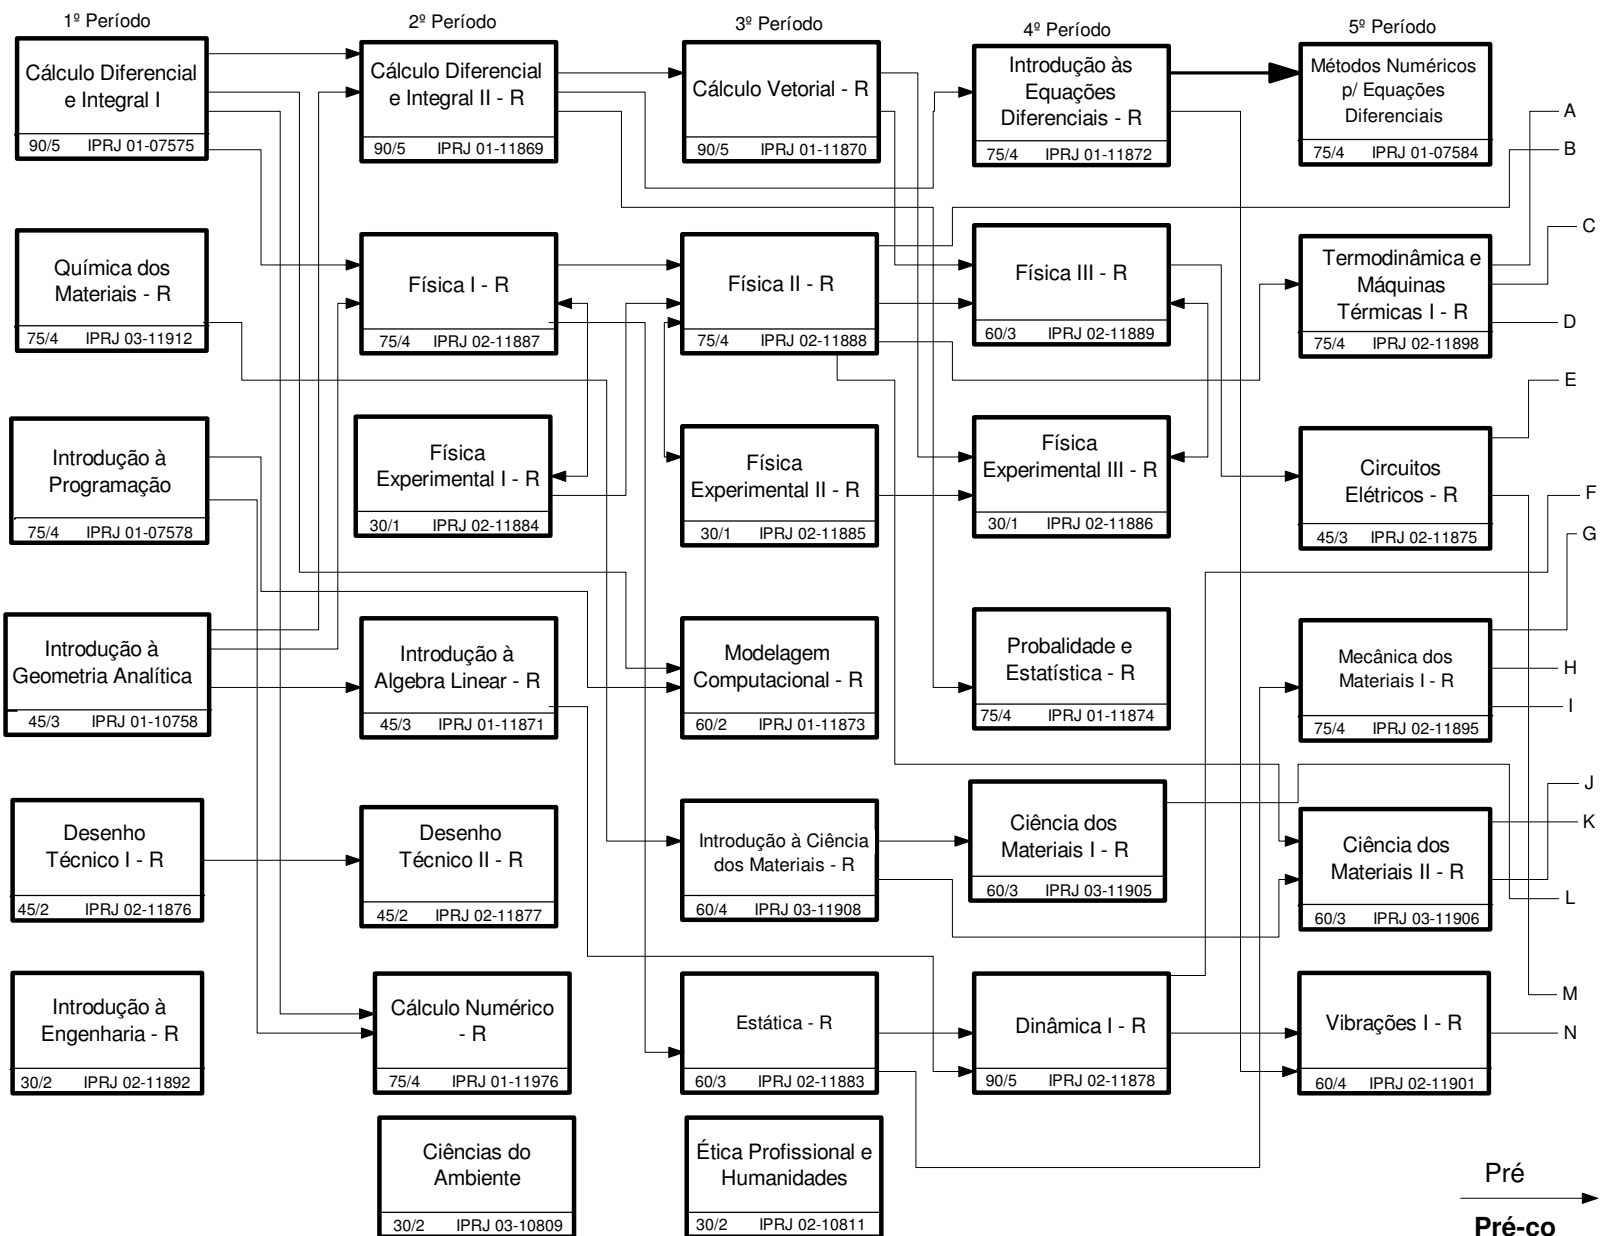 1º Período
2º Período
3º Período
4º Período
5º Período
Cálculo Diferencial
e Integral I
90/5 IPRJ 01-07575
Cálculo Diferencial
e Integral II - R
90/5 IPRJ 01-11869
Cálculo Vetorial - R
90/5 IPRJ 01-11870
Introdução às
Equações
Diferenciais - R
75/4 IPRJ 01-11872
Métodos Numéricos
p/ Equações
Diferenciais
75/4 IPRJ 01-07584
A
B
Química dos
Materiais - R
75/4 IPRJ 03-11912
Física I - R
75/4 IPRJ 02-11887
Física II - R
75/4 IPRJ 02-11888
Física III - R
60/3 IPRJ 02-11889
Termodinâmica e
Máquinas
Térmicas I - R
75/4 IPRJ 02-11898
C
D
E
Introdução à
Programação
75/4 IPRJ 01-07578
Física
Experimental I - R
30/1 IPRJ 02-11884
Física
Experimental II - R
30/1 IPRJ 02-11885
Física
Experimental III - R
30/1 IPRJ 02-11886
Circuitos
Elétricos - R
45/3 IPRJ 02-11875
F
G
Introdução à
Geometria Analítica
45/3 IPRJ 01-10758
Introdução à
Algebra Linear - R
45/3 IPRJ 01-11871
Modelagem
Computacional - R
60/2 IPRJ 01-11873
Probalidade e
Estatística - R
75/4 IPRJ 01-11874
Mecânica dos
Materiais I - R
75/4 IPRJ 02-11895
H
I
Desenho
Técnico I - R
45/2 IPRJ 02-11876
Desenho
Técnico II - R
45/2 IPRJ 02-11877
Introdução à Ciência
dos Materiais - R
60/4 IPRJ 03-11908
Ciência dos
Materiais I - R
60/3 IPRJ 03-11905
Ciência dos
Materiais II - R
60/3 IPRJ 03-11906
J
K
L
Introdução à
Engenharia - R
30/2 IPRJ 02-11892
Cálculo Numérico
- R
75/4 IPRJ 01-11976
Estática - R
60/3 IPRJ 02-11883
Dinâmica I - R
90/5 IPRJ 02-11878
Vibrações I - R
60/4 IPRJ 02-11901
M
N
Ciências do
Ambiente
30/2 IPRJ 03-10809
Ética Profissional e
Humanidades
30/2 IPRJ 02-10811
Pré
Pré-co